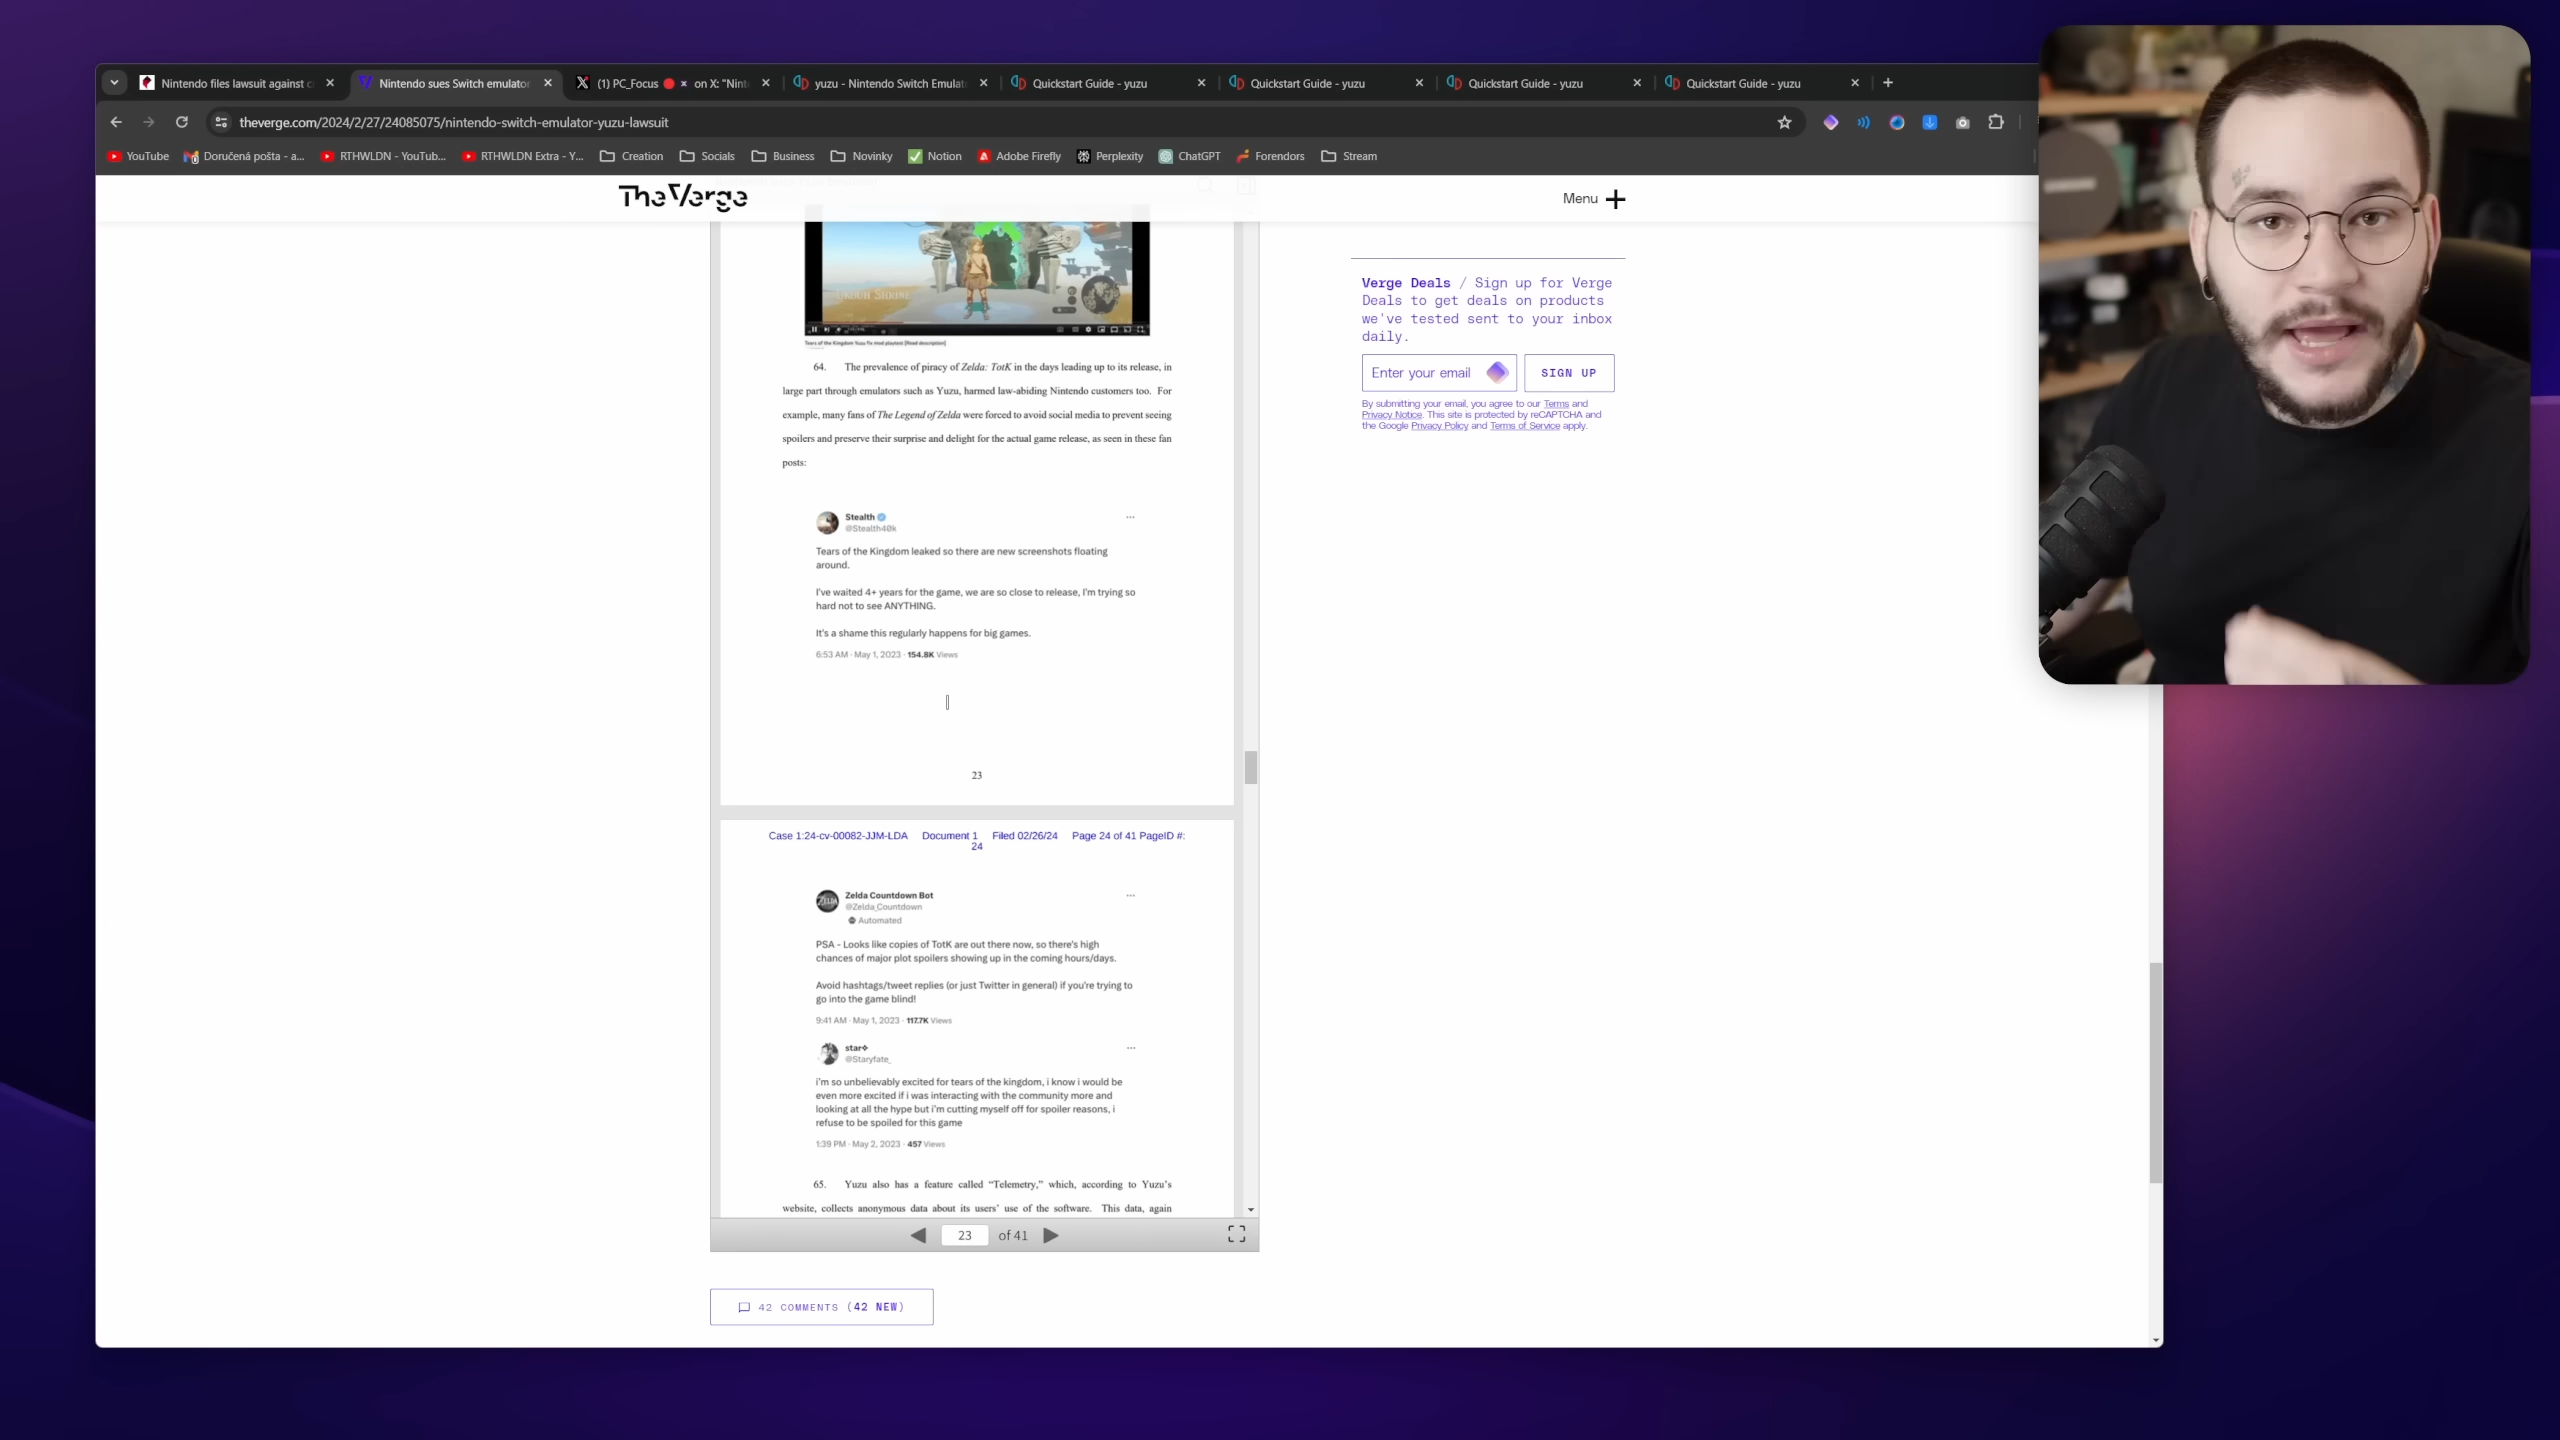 Nintendo files lawsuit against c
Nintendo sues Switch emulator
(1) PC_Focus on X: "Nint
yuzu - Nintendo Switch Emulat
Quickstart Guide - yuzu
Quickstart Guide - yuzu
Quickstart Guide - yuzu
Quickstart Guide - yuzu
theverge.com/2024/2/27/24085075/nintendo-switch-emulator-yuzu-lawsuit
YouTube
Doručená pošta - a...
RTHWLDN - YouTub...
RTHWLDN Extra - Y...
Creation
Socials
Business
Novinky
Notion
Adobe Firefly
Perplexity
ChatGPT
Forendors
Stream
The Verge
Menu
UKOUH SHRINE
Tears of the Kingdom Yuzu fix mod playtest [Read description]
64. The prevalence of piracy of Zelda: TotK in the days leading up to its release, in
large part through emulators such as Yuzu, harmed law-abiding Nintendo customers too. For
example, many fans of The Legend of Zelda were forced to avoid social media to prevent seeing
spoilers and preserve their surprise and delight for the actual game release, as seen in these fan
posts:
Stealth
@Stealth40k
Tears of the Kingdom leaked so there are new screenshots floating
around.
I've waited 4+ years for the game, we are so close to release, I'm trying so
hard not to see ANYTHING.
It's a shame this regularly happens for big games.
6:53 AM · May 1, 2023 · 154.8K Views
23
Case 1:24-cv-00082-JJM-LDA Document 1 Filed 02/26/24 Page 24 of 41 PageID #:
24
Zelda Countdown Bot
@Zelda_Countdown
Automated
PSA - Looks like copies of TotK are out there now, so there's high
chances of major plot spoilers showing up in the coming hours/days.
Avoid hashtags/tweet replies (or just Twitter in general) if you're trying to
go into the game blind!
9:41 AM · May 1, 2023 · 117.7K Views
star
@Staryfate_
i'm so unbelievably excited for tears of the kingdom, i know i would be
even more excited if i was interacting with the community more and
looking at all the hype but i'm cutting myself off for spoiler reasons, i
refuse to be spoiled for this game
1:39 PM · May 2, 2023 · 457 Views
65. Yuzu also has a feature called “Telemetry,” which, according to Yuzu’s
website, collects anonymous data about its users’ use of the software. This data, again
23 of 41
42 COMMENTS (42 NEW)
Verge Deals / Sign up for Verge
Deals to get deals on products
we've tested sent to your inbox
daily.
Enter your email
SIGN UP
By submitting your email, you agree to our Terms and
Privacy Notice. This site is protected by reCAPTCHA and
the Google Privacy Policy and Terms of Service apply.